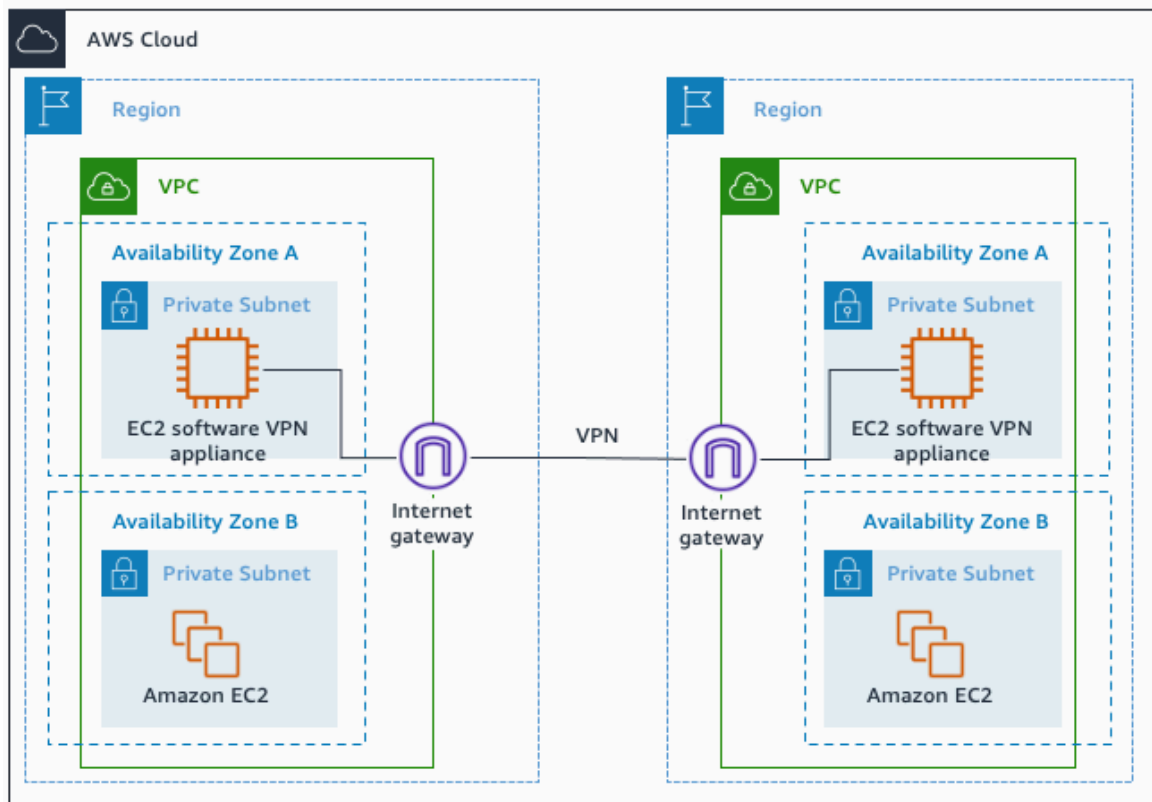 AWS Cloud
Region
VPC
Availability Zone A
Private Subnet
EC2 software VPN
appliance
Internet
gateway
Availability Zone B
Private Subnet
Amazon EC2
VPN
Region
VPC
Availability Zone A
Private Subnet
EC2 software VPN
appliance
Internet
gateway
Availability Zone B
Private Subnet
Amazon EC2